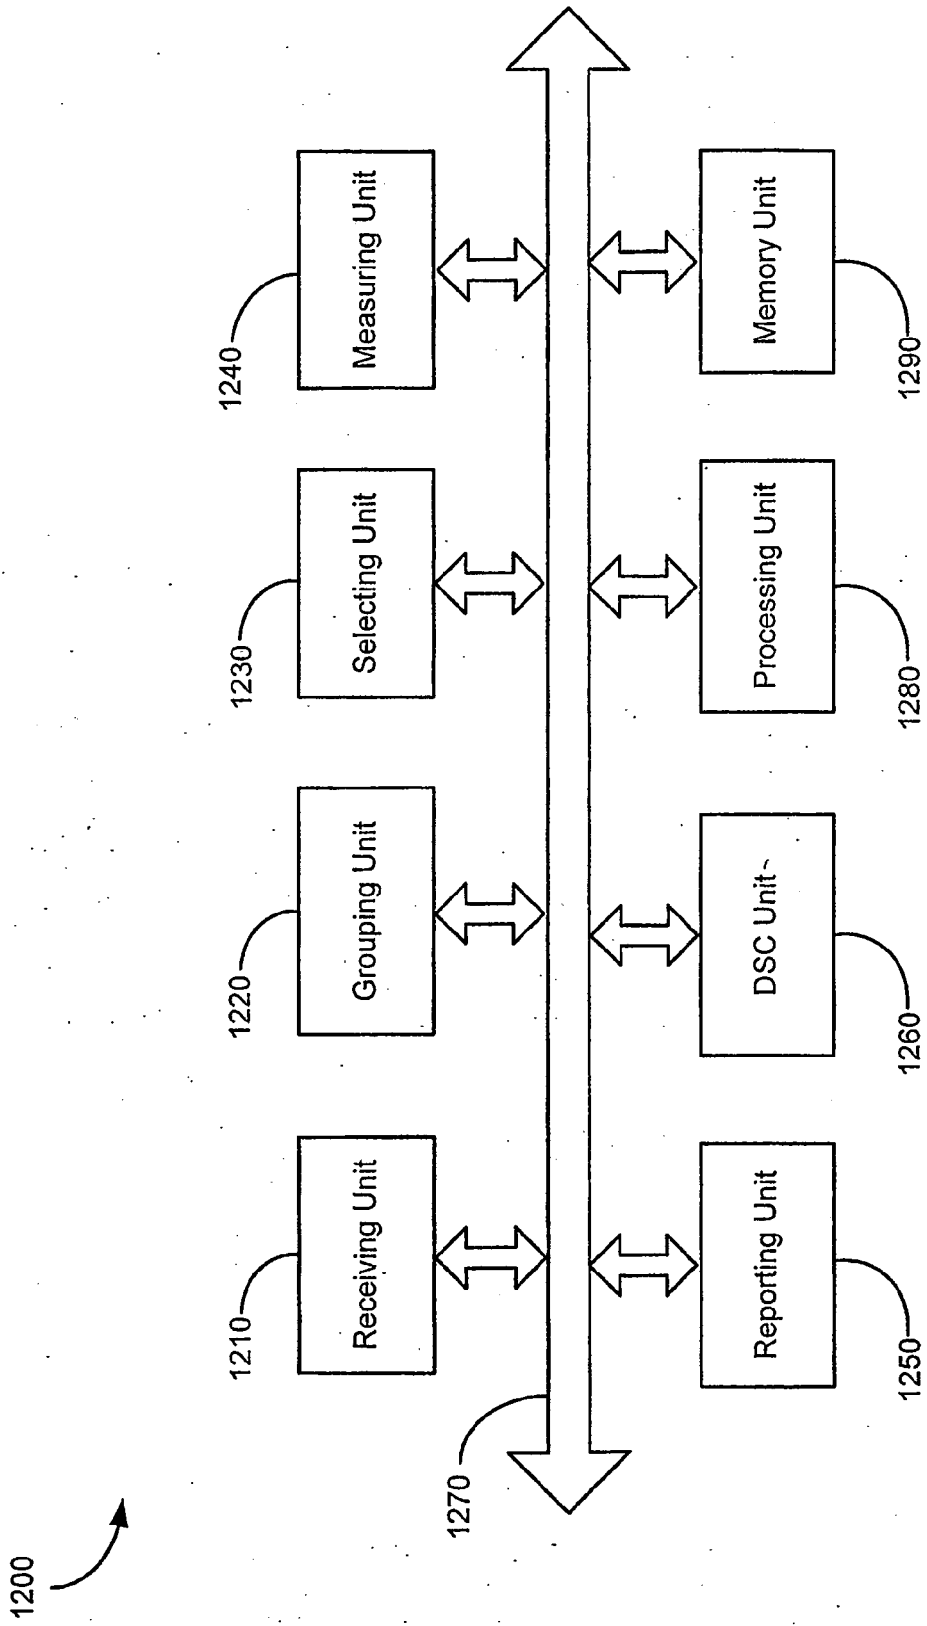 1200
1210
1220
1230
1240
Receiving Unit
Grouping Unit
Selecting Unit
Measuring Unit
1270
Reporting Unit
DSC Unit
Processing Unit
Memory Unit
1250
1260
1280
1290